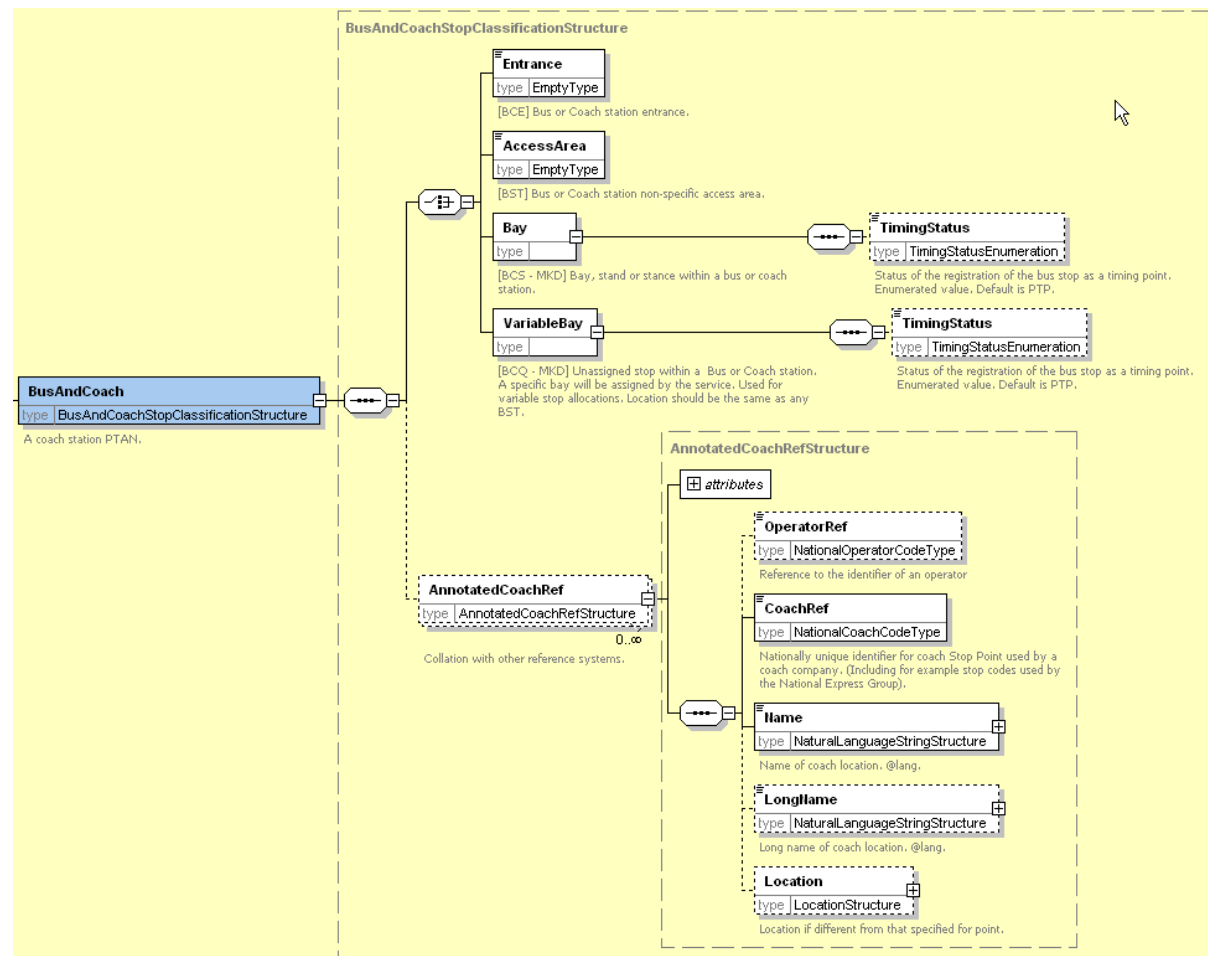 BusAndCoachStopClassificationStructure
Entrance
type EmptyType
[BCE] Bus or Coach station entrance.
AccessArea
type EmptyType
[BST] Bus or Coach station non-specific access area.
Bay
type
[BCS - MKD] Bay, stand or stance within a bus or coach
station.
TimingStatus
type TimingStatusEnumeration
Status of the registration of the bus stop as a timing point.
Enumerated value. Default is PTP.
VariableBay
type
[BCQ - MKD] Unassigned stop within a Bus or Coach station.
A specific bay will be assigned by the service. Used for
variable stop allocations. Location should be the same as any
BST.
TimingStatus
type TimingStatusEnumeration
Status of the registration of the bus stop as a timing point.
Enumerated value. Default is PTP.
BusAndCoach
type BusAndCoachStopClassificationStructure
A coach station PTAN.
AnnotatedCoachRef
type AnnotatedCoachRefStructure
0..∞
Collation with other reference systems.
AnnotatedCoachRefStructure
attributes
OperatorRef
type NationalOperatorCodeType
Reference to the identifier of an operator
CoachRef
type NationalCoachCodeType
Nationally unique identifier for coach Stop Point used by a
coach company. (Including for example stop codes used by
the National Express Group).
Name
type NaturalLanguageStringStructure
Name of coach location. @lang.
LongName
type NaturalLanguageStringStructure
Long name of coach location. @lang.
Location
type LocationStructure
Location if different from that specified for point.